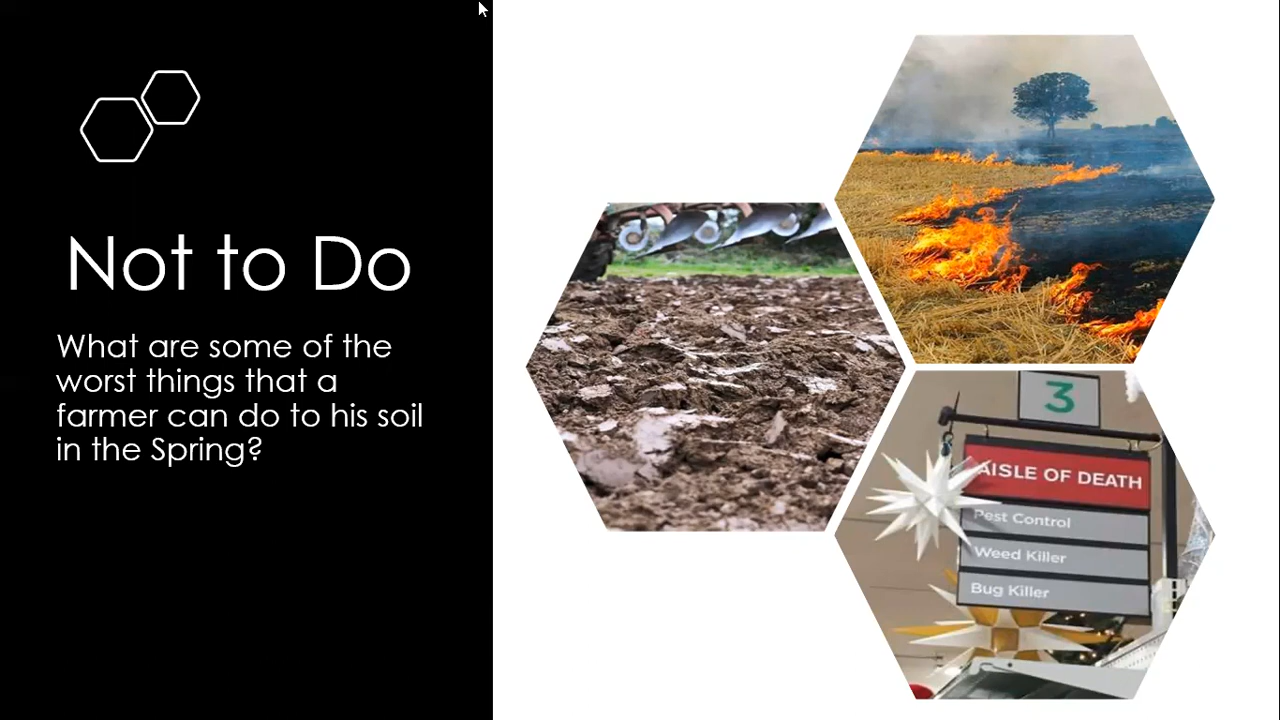 Not to Do
What are some of the
worst things that a
farmer can do to his soil
in the Spring?
3
AISLE OF DEATH
Pest Control
Weed Killer
Bug Killer